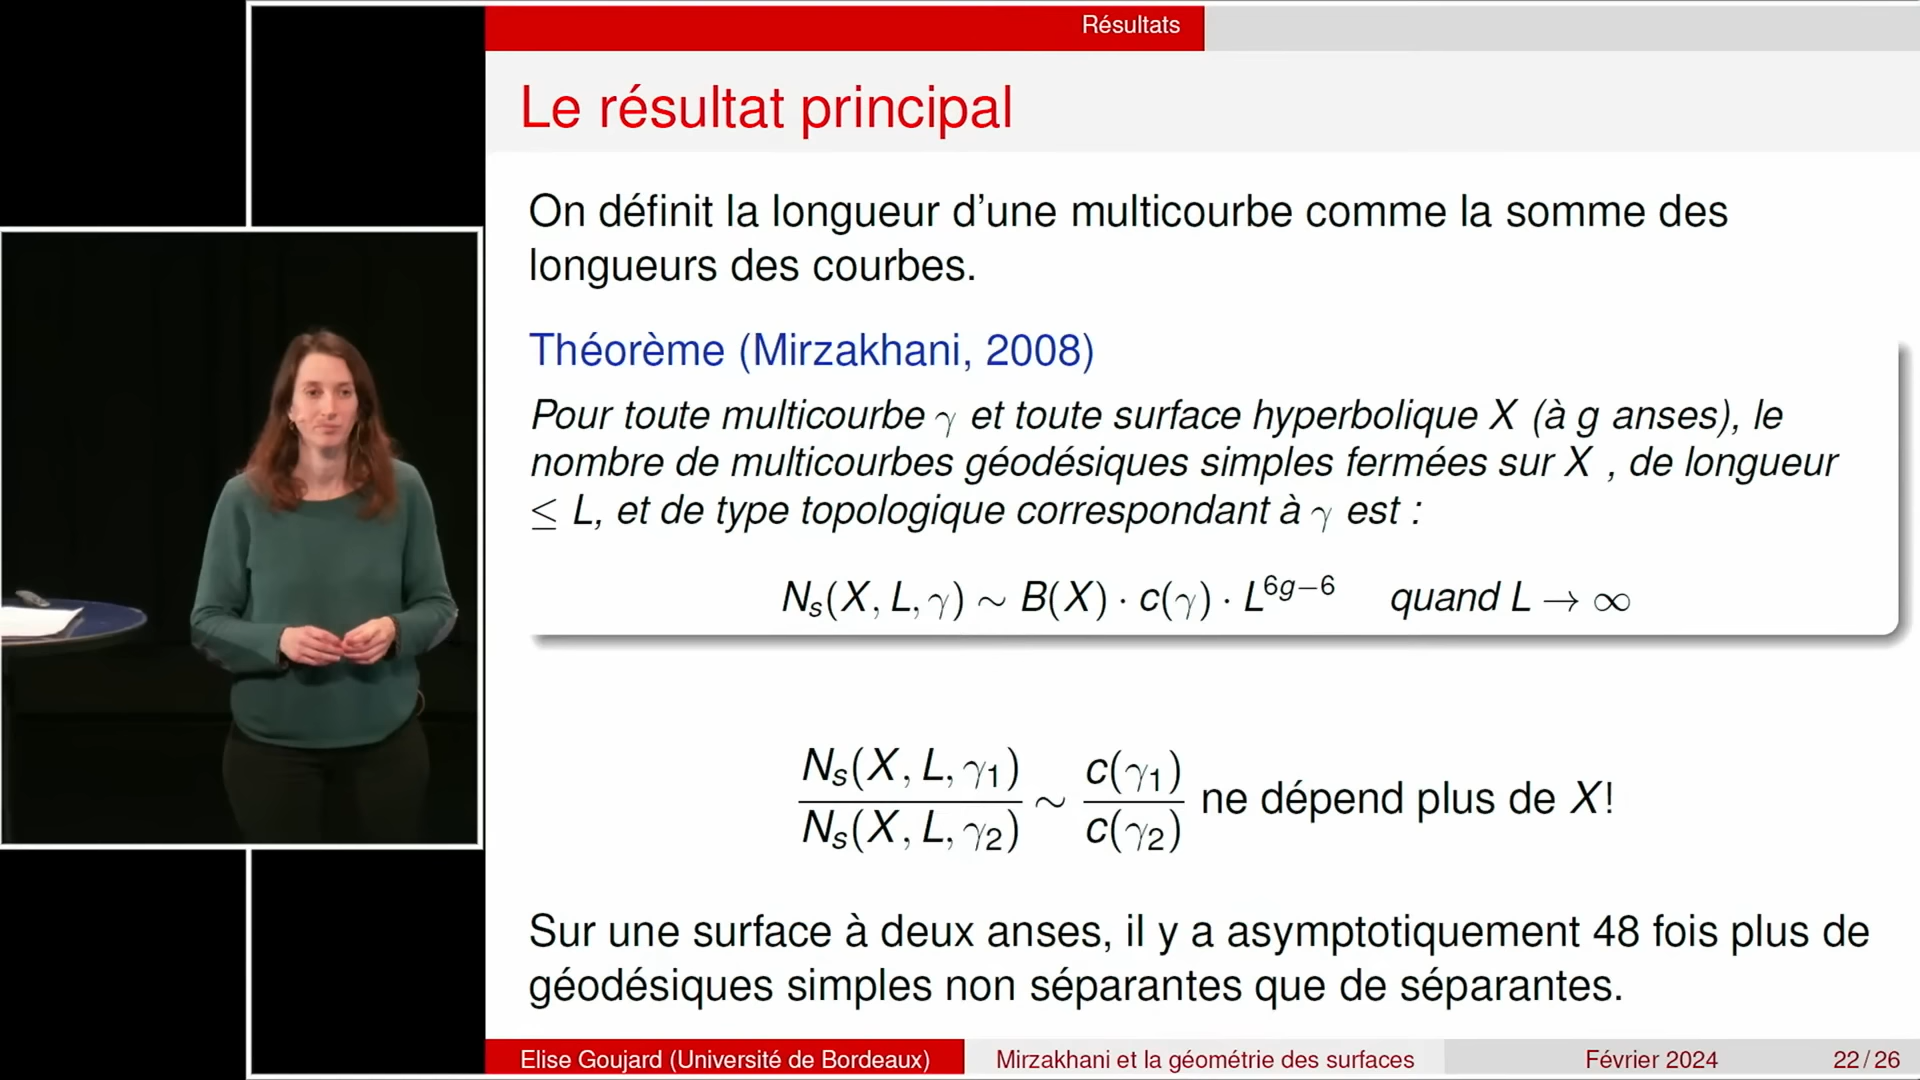 Résultats
Le résultat principal
On définit la longueur d'une multicourbe comme la somme des
longueurs des courbes.
Théorème (Mirzakhani, 2008)
Pour toute multicourbe γ et toute surface hyperbolique X (à g anses), le
nombre de multicourbes géodésiques simples fermées sur X , de longueur
≤ L, et de type topologique correspondant à γ est :
N_s(X, L, γ) ∼ B(X) · c(γ) · L^{6g−6} quand L → ∞
N_s(X, L, γ_1) / N_s(X, L, γ_2) ∼ c(γ_1) / c(γ_2) ne dépend plus de X!
Sur une surface à deux anses, il y a asymptotiquement 48 fois plus de
géodésiques simples non séparantes que de séparantes.
Elise Goujard (Université de Bordeaux) Mirzakhani et la géométrie des surfaces Février 2024 22 / 26